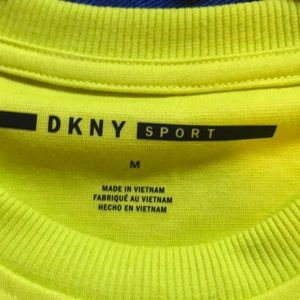 DKNY SPORT
M
MADE IN VIETNAM
FABRIQUÉ AU VIETNAM
HECHO EN VIETNAM